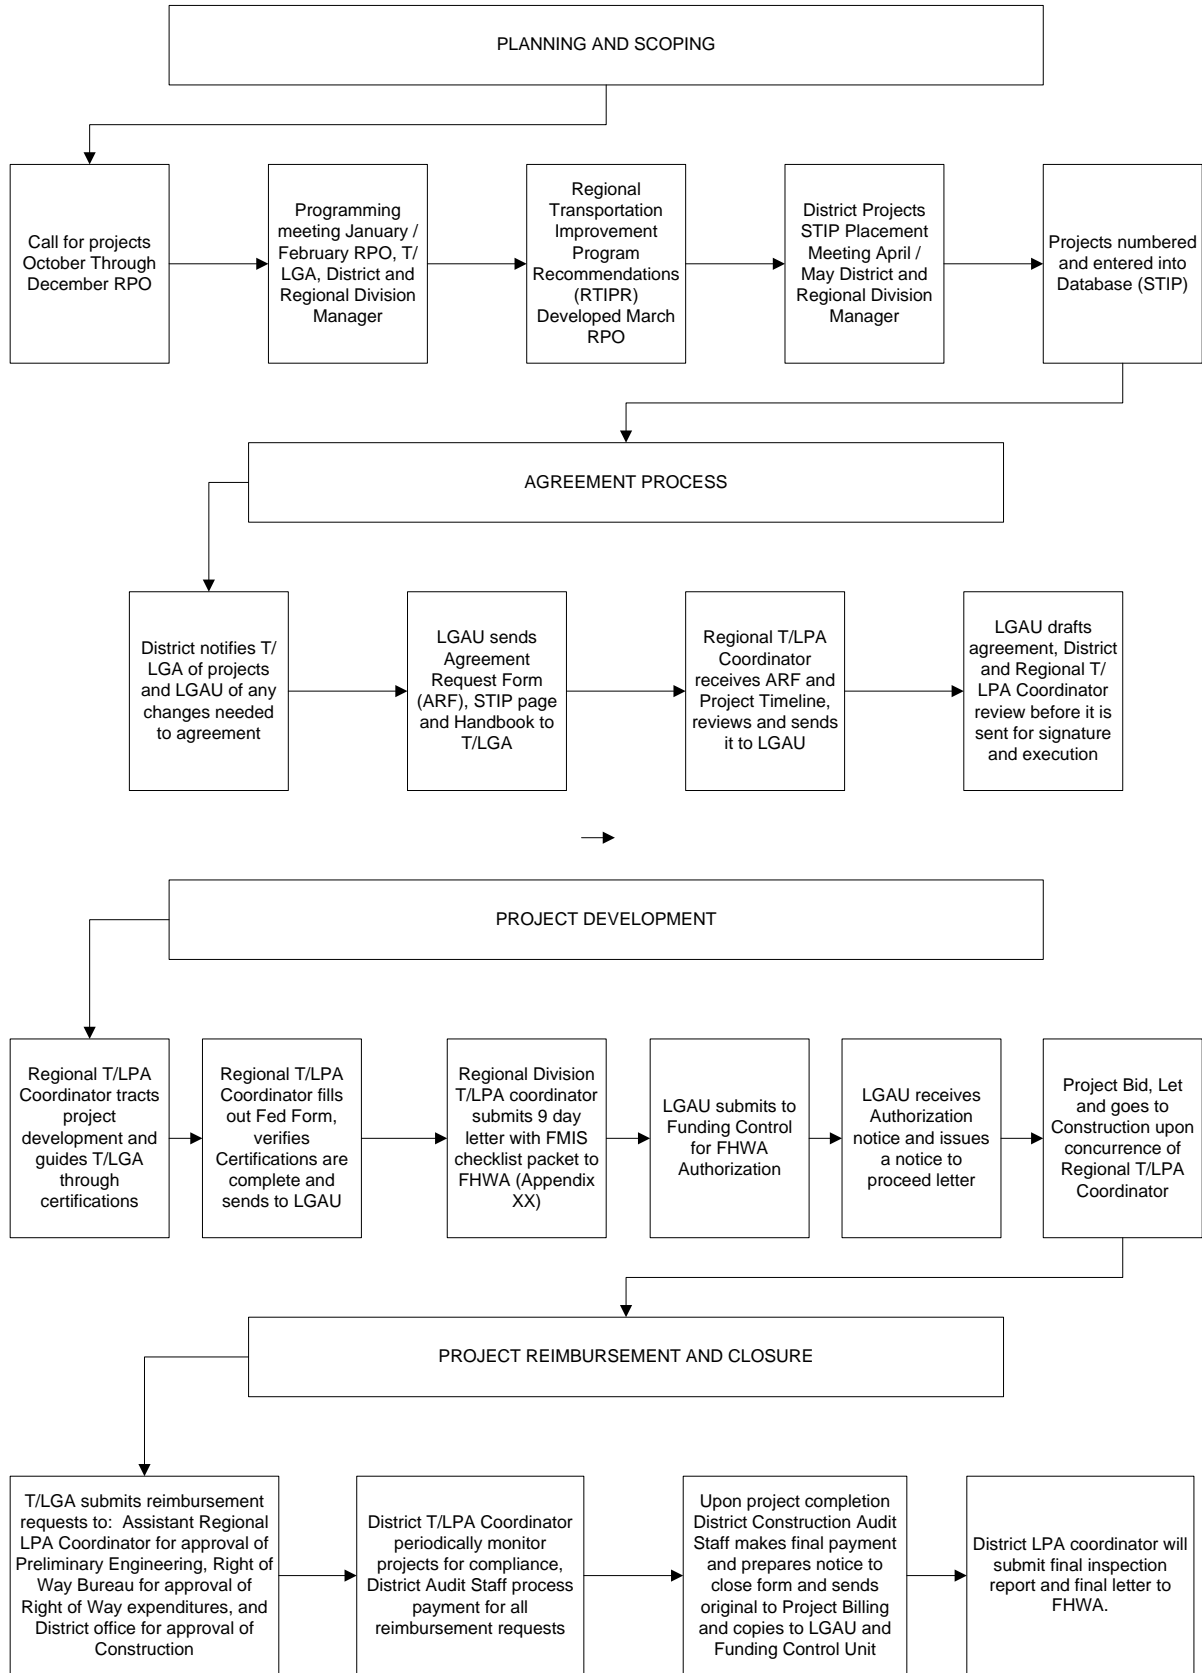 PLANNING AND SCOPING
Call for projects
October Through
December RPO
Programming
meeting January /
February RPO, T/
LGA, District and
Regional Division
Manager
Regional
Transportation
Improvement
Program
Recommendations
(RTIPR)
Developed March
RPO
District Projects
STIP Placement
Meeting April /
May District and
Regional Division
Manager
Projects numbered
and entered into
Database (STIP)
AGREEMENT PROCESS
District notifies T/
LGA of projects
and LGAU of any
changes needed
to agreement
LGAU sends
Agreement
Request Form
(ARF), STIP page
and Handbook to
T/LGA
Regional T/LPA
Coordinator
receives ARF and
Project Timeline,
reviews and sends
it to LGAU
LGAU drafts
agreement, District
and Regional T/
LPA Coordinator
review before it is
sent for signature
and execution
PROJECT DEVELOPMENT
Regional T/LPA
Coordinator tracts
project
development and
guides T/LGA
through
certifications
Regional T/LPA
Coordinator fills
out Fed Form,
verifies
Certifications are
complete and
sends to LGAU
Regional Division
T/LPA coordinator
submits 9 day
letter with FMIS
checklist packet to
FHWA (Appendix
XX)
LGAU submits to
Funding Control
for FHWA
Authorization
LGAU receives
Authorization
notice and issues
a notice to
proceed letter
Project Bid, Let
and goes to
Construction upon
concurrence of
Regional T/LPA
Coordinator
PROJECT REIMBURSEMENT AND CLOSURE
T/LGA submits reimbursement
requests to:  Assistant Regional
LPA Coordinator for approval of
Preliminary Engineering, Right of
Way Bureau for approval of
Right of Way expenditures, and
District office for approval of
Construction
District T/LPA Coordinator
periodically monitor
projects for compliance,
District Audit Staff process
payment for all
reimbursement requests
Upon project completion
District Construction Audit
Staff makes final payment
and prepares notice to
close form and sends
original to Project Billing
and copies to LGAU and
Funding Control Unit
District LPA coordinator will
submit final inspection
report and final letter to
FHWA.